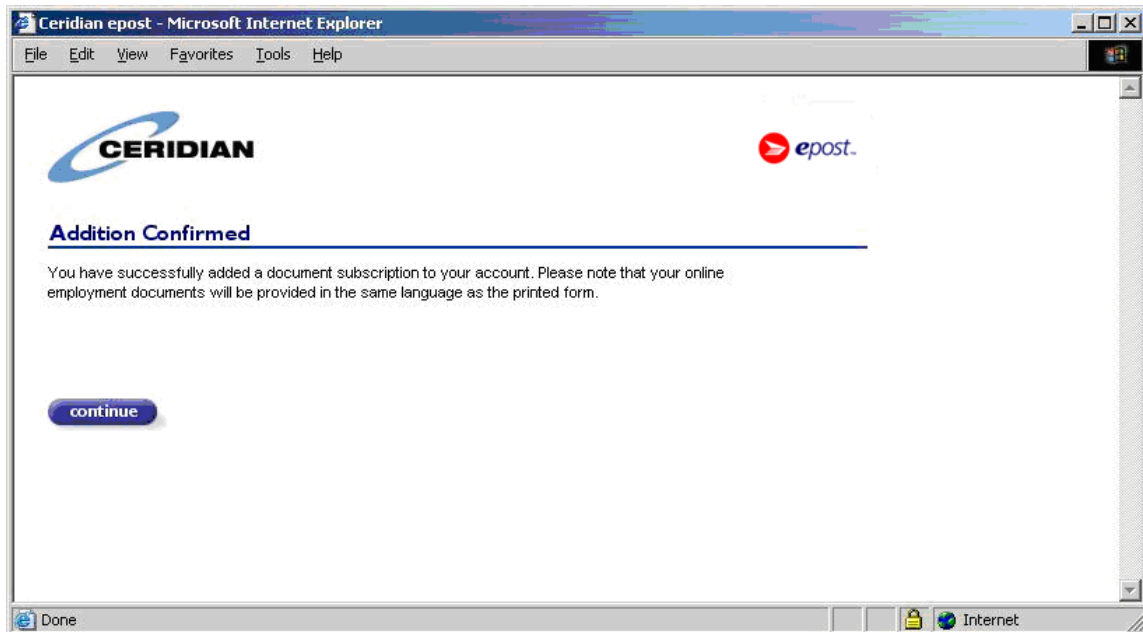 Ceridian epost - Microsoft Internet Explorer
File Edit View Favorites Tools Help
CERIDIAN
epost™
Addition Confirmed
You have successfully added a document subscription to your account. Please note that your online
employment documents will be provided in the same language as the printed form.
continue
Done Internet